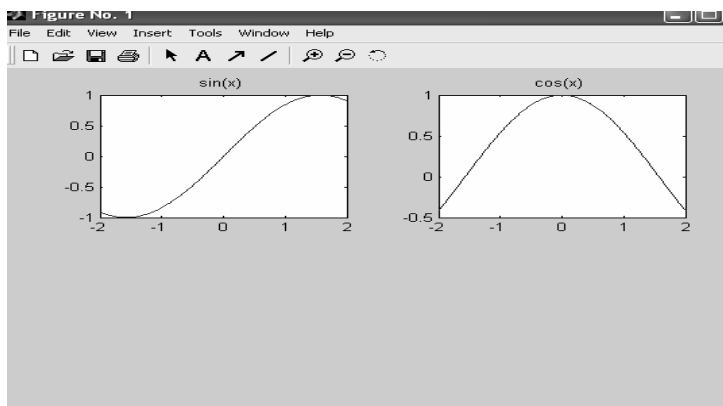 Figure No. 1
File Edit View Insert Tools Window Help
A
sin(x)
1
0.5
0
-0.5
-1
-2 -1 0 1 2
cos(x)
1
0.5
0
-0.5
-2 -1 0 1 2